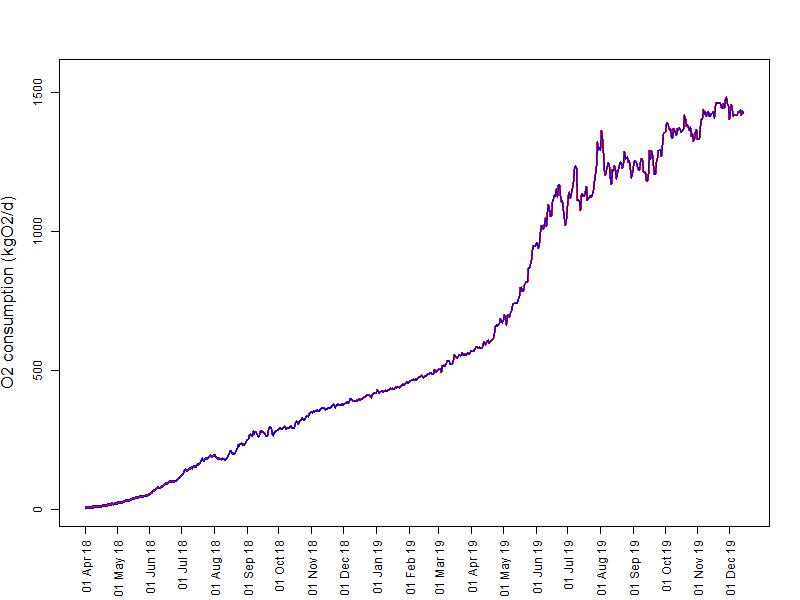 O2 consumption (kgO2/d)
1500
1000
500
0
01 Apr 18
01 May 18
01 Jun 18
01 Jul 18
01 Aug 18
01 Sep 18
01 Oct 18
01 Nov 18
01 Dec 18
01 Jan 19
01 Feb 19
01 Mar 19
01 Apr 19
01 May 19
01 Jun 19
01 Jul 19
01 Aug 19
01 Sep 19
01 Oct 19
01 Nov 19
01 Dec 19